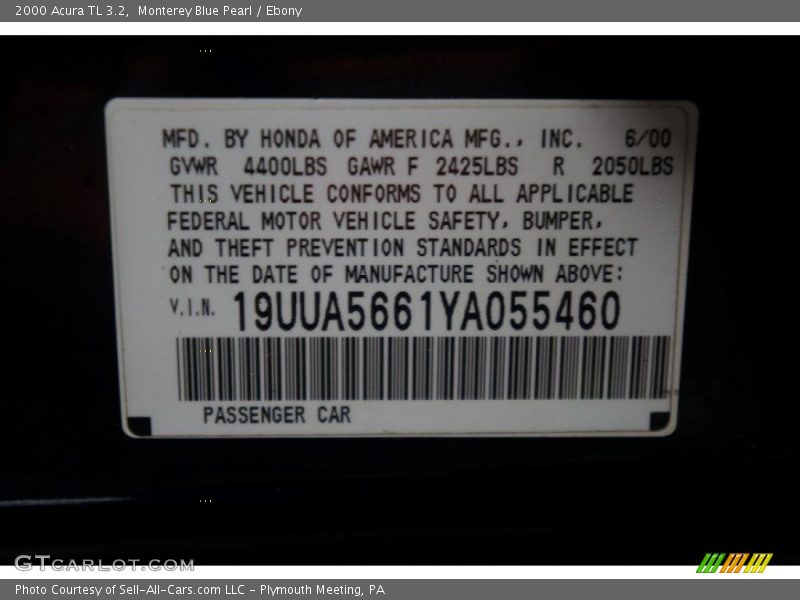 2000 Acura TL 3.2, Monterey Blue Pearl / Ebony
MFD. BY HONDA OF AMERICA MFG., INC. 6/00
GVWR 4400LBS GAWR F 2425LBS R 2050LBS
THIS VEHICLE CONFORMS TO ALL APPLICABLE
FEDERAL MOTOR VEHICLE SAFETY, BUMPER,
AND THEFT PREVENTION STANDARDS IN EFFECT
ON THE DATE OF MANUFACTURE SHOWN ABOVE:
V.I.N. 19UUA5661YA055460
PASSENGER CAR
GTCARLOT.COM
Photo Courtesy of Sell-All-Cars.com LLC - Plymouth Meeting, PA